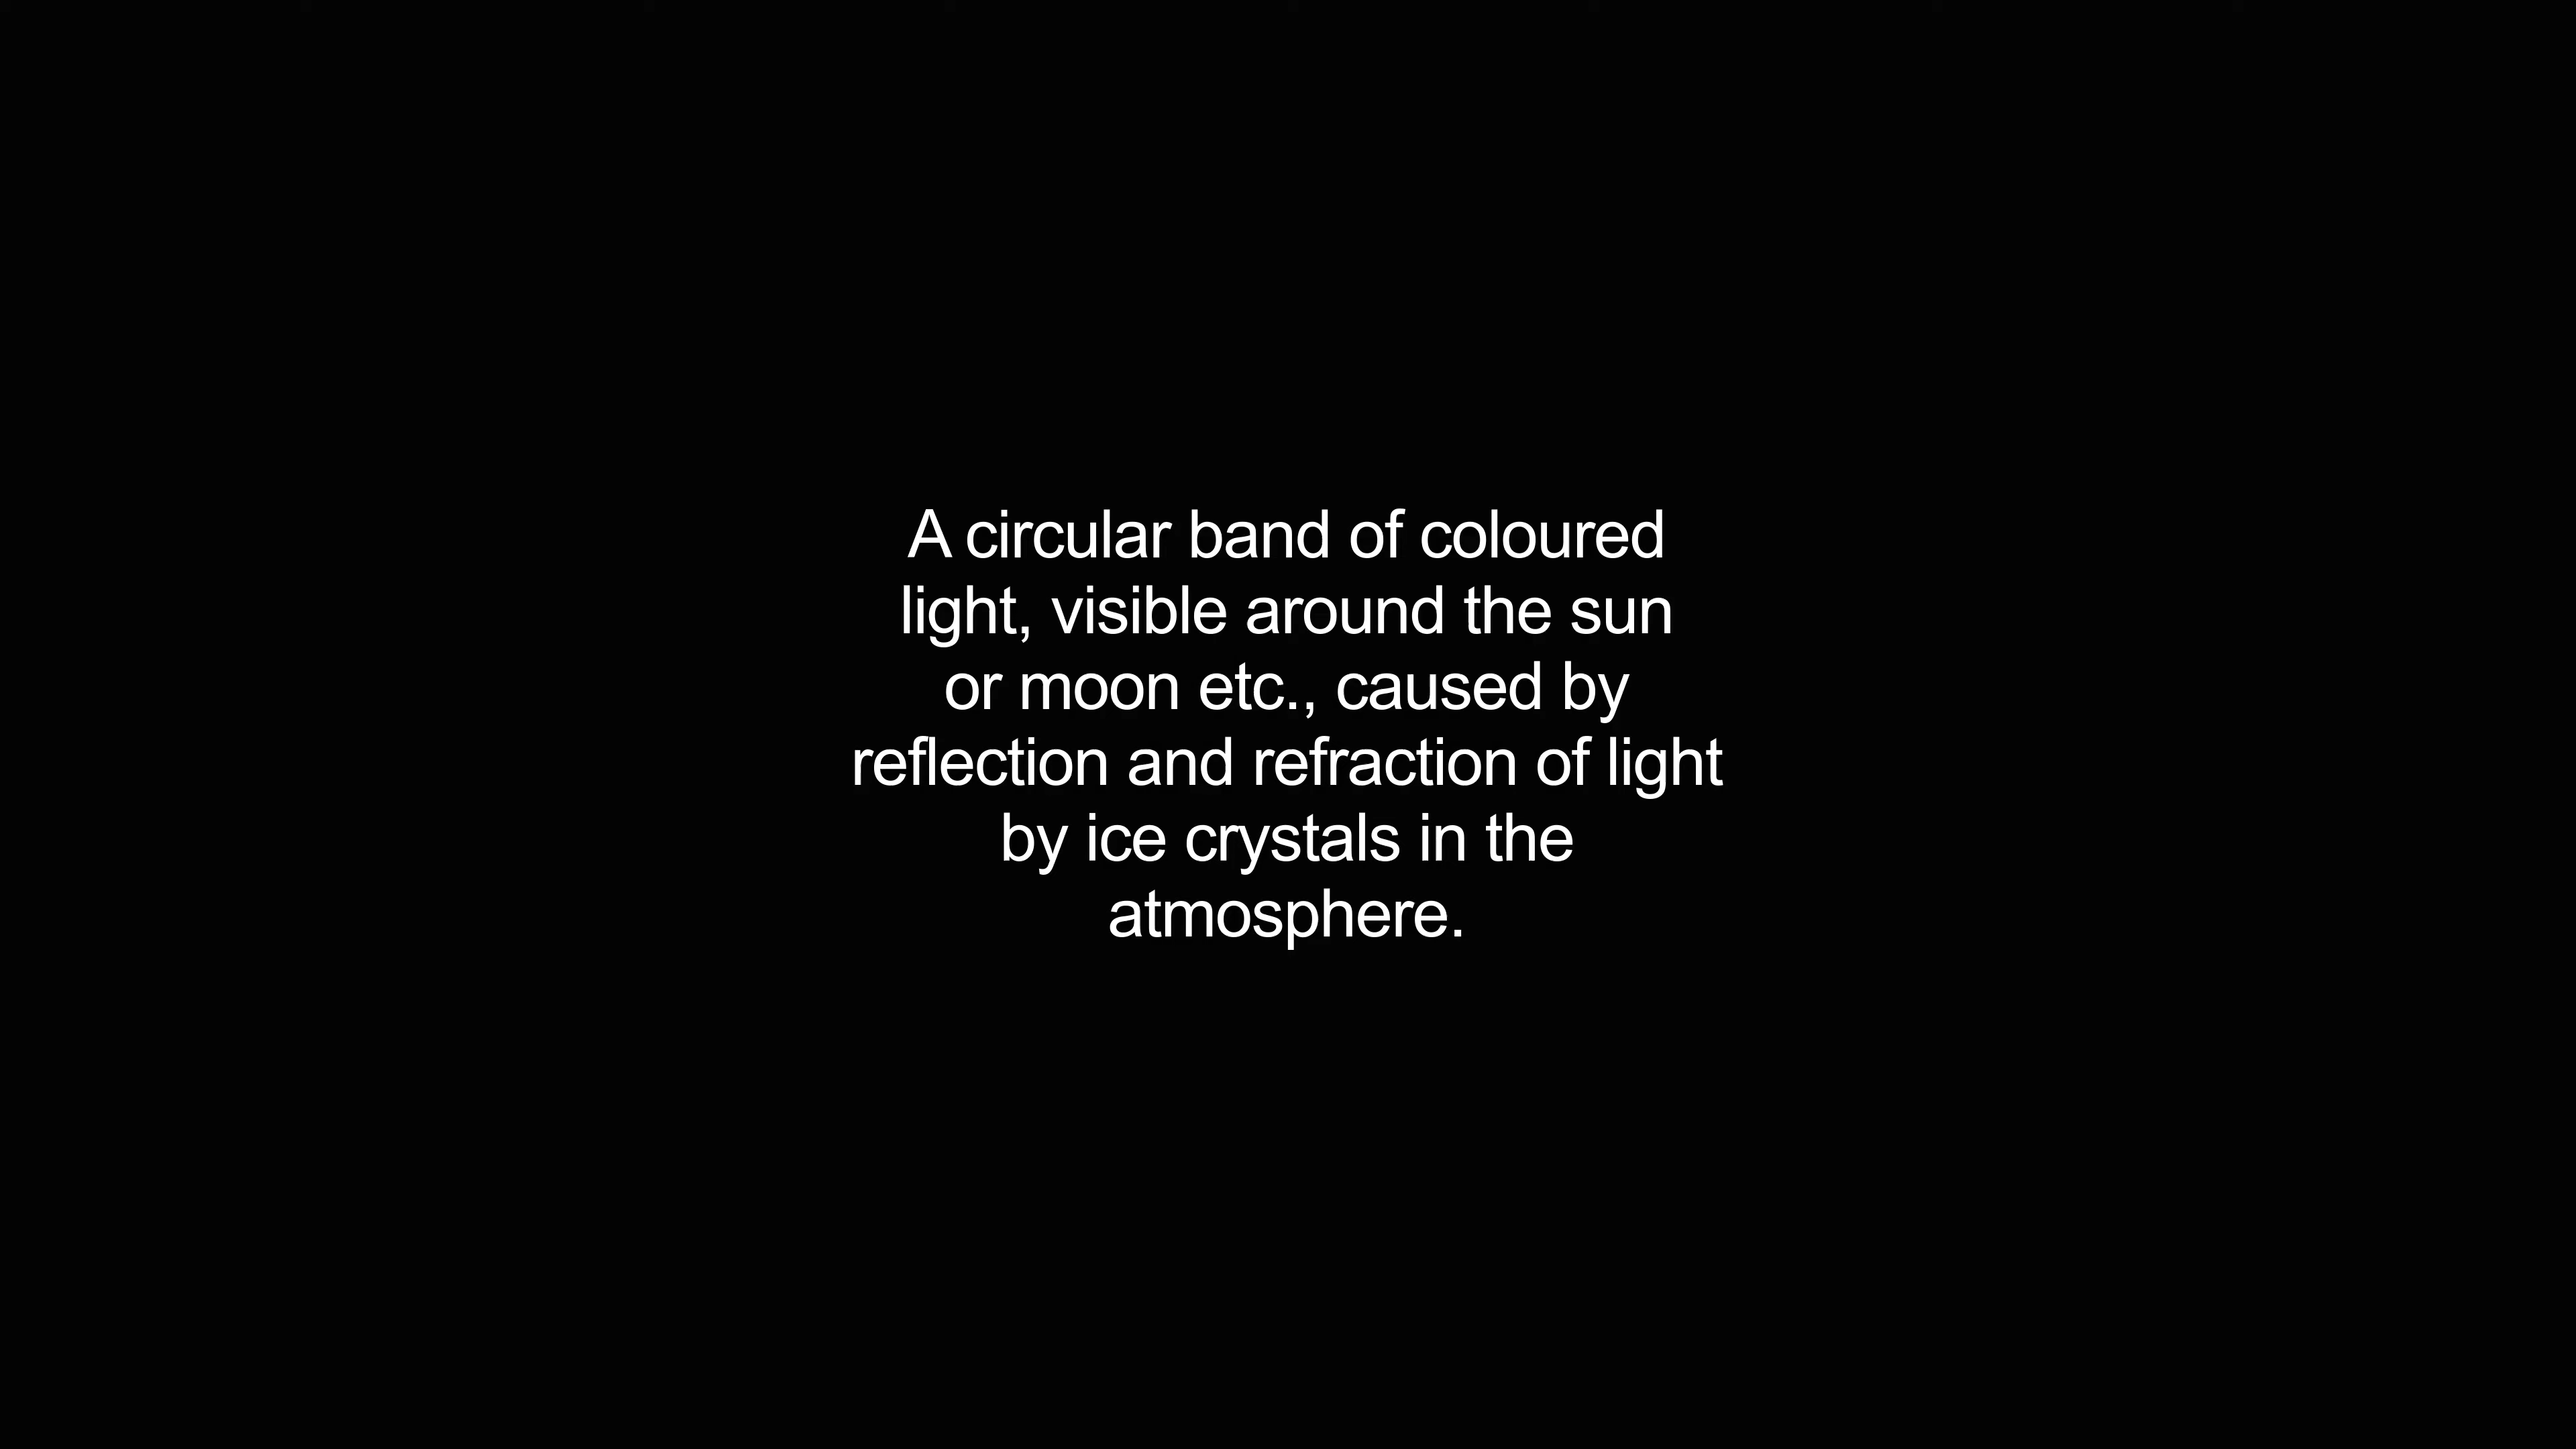 A circular band of coloured
light, visible around the sun
or moon etc., caused by
reflection and refraction of light
by ice crystals in the
atmosphere.